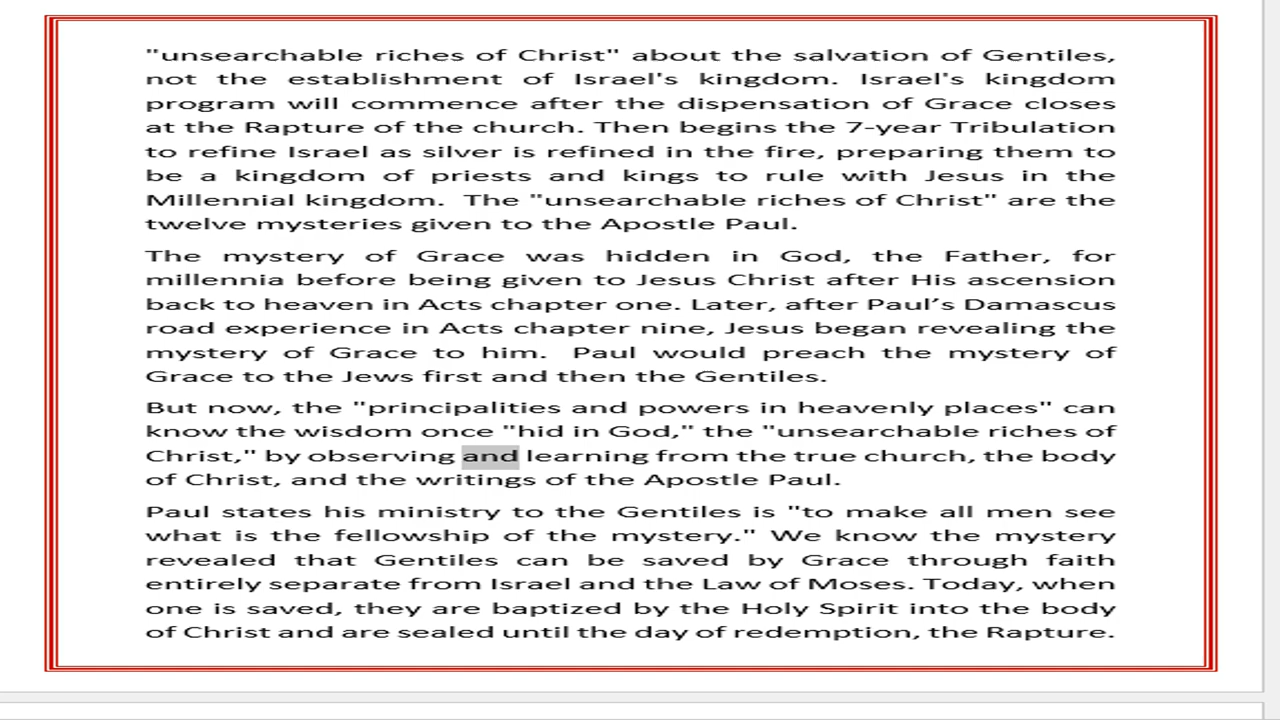 "unsearchable riches of Christ" about the salvation of Gentiles,
not the establishment of Israel's kingdom. Israel's kingdom
program will commence after the dispensation of Grace closes
at the Rapture of the church. Then begins the 7-year Tribulation
to refine Israel as silver is refined in the fire, preparing them to
be a kingdom of priests and kings to rule with Jesus in the
Millennial kingdom.  The "unsearchable riches of Christ" are the
twelve mysteries given to the Apostle Paul.
The mystery of Grace was hidden in God, the Father, for
millennia before being given to Jesus Christ after His ascension
back to heaven in Acts chapter one. Later, after Paul’s Damascus
road experience in Acts chapter nine, Jesus began revealing the
mystery of Grace to him.  Paul would preach the mystery of
Grace to the Jews first and then the Gentiles.
But now, the "principalities and powers in heavenly places" can
know the wisdom once "hid in God," the "unsearchable riches of
Christ," by observing and learning from the true church, the body
of Christ, and the writings of the Apostle Paul.
Paul states his ministry to the Gentiles is "to make all men see
what is the fellowship of the mystery." We know the mystery
revealed that Gentiles can be saved by Grace through faith
entirely separate from Israel and the Law of Moses. Today, when
one is saved, they are baptized by the Holy Spirit into the body
of Christ and are sealed until the day of redemption, the Rapture.